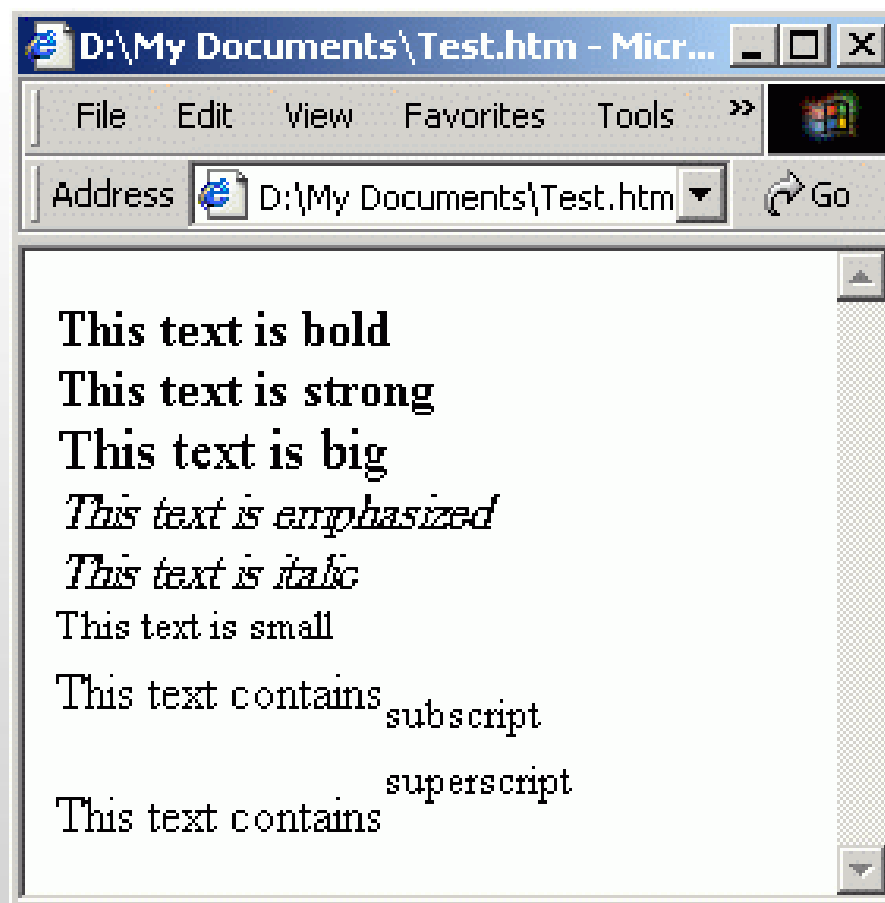 D:\My Documents\Test.htm - Micr...
File Edit View Favorites Tools »
Address D:\My Documents\Test.htm Go
This text is bold
This text is strong
This text is big
This text is emphasized
This text is italic
This text is small
This text contains subscript
This text contains superscript